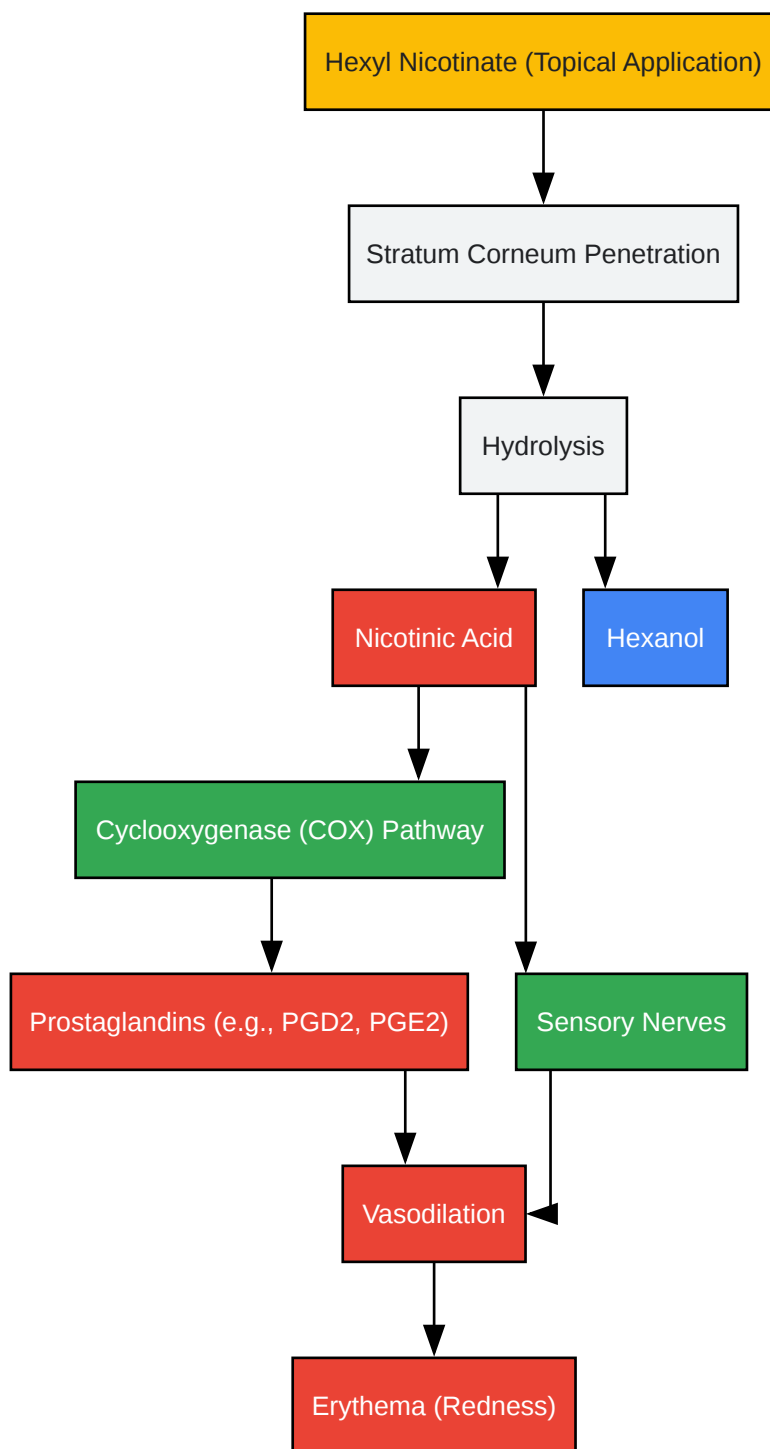 Hexyl Nicotinate (Topical Application)
Stratum Corneum Penetration
Hydrolysis
Nicotinic Acid
Hexanol
Cyclooxygenase (COX) Pathway
Prostaglandins (e.g., PGD2, PGE2)
Sensory Nerves
Vasodilation
Erythema (Redness)